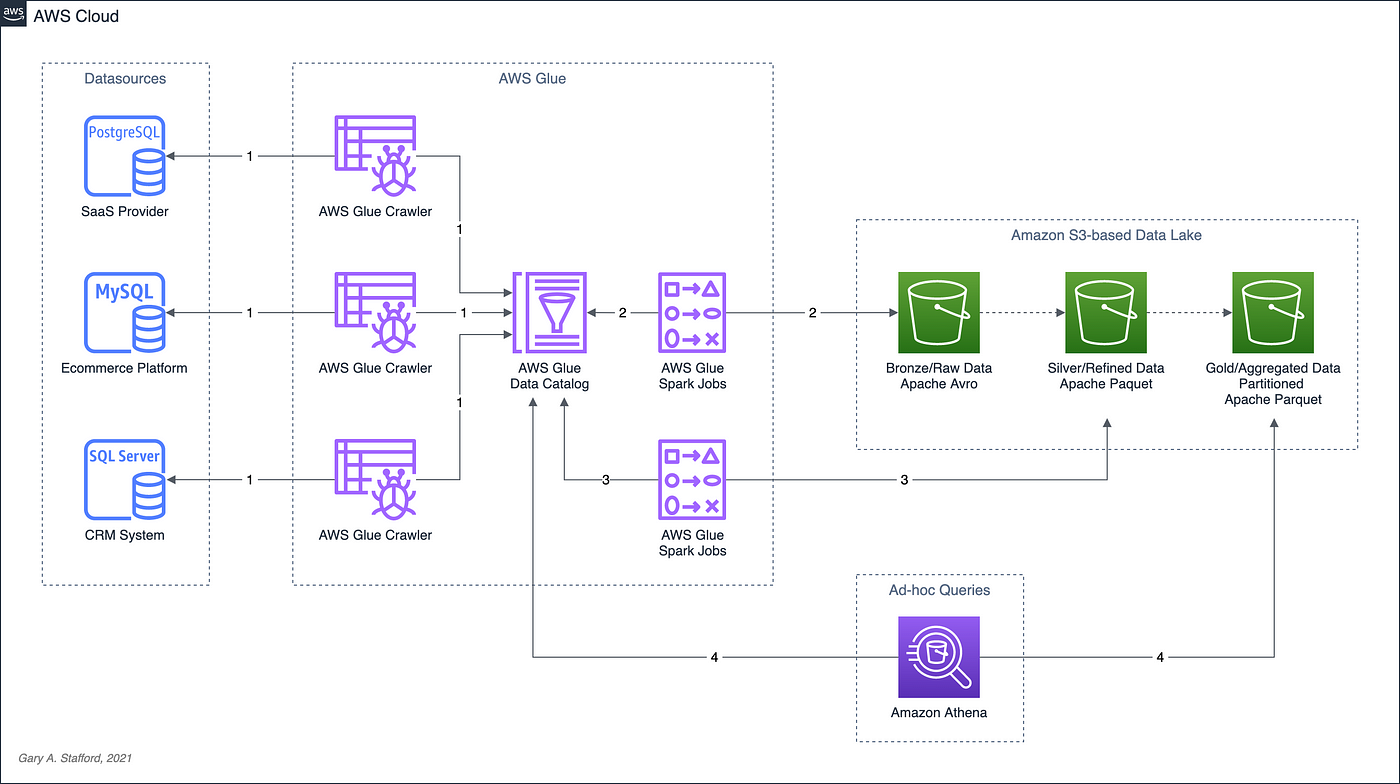 aws
AWS Cloud
Datasources
PostgreSQL
SaaS Provider
MySQL
Ecommerce Platform
SQL Server
CRM System
1
1
1
AWS Glue
AWS Glue Crawler
AWS Glue Crawler
AWS Glue Crawler
1
1
1
AWS Glue
Data Catalog
2
AWS Glue
Spark Jobs
3
AWS Glue
Spark Jobs
2
3
Amazon S3-based Data Lake
Bronze/Raw Data
Apache Avro
Silver/Refined Data
Apache Paquet
Gold/Aggregated Data
Partitioned
Apache Parquet
Ad-hoc Queries
4
Amazon Athena
4
Gary A. Stafford, 2021